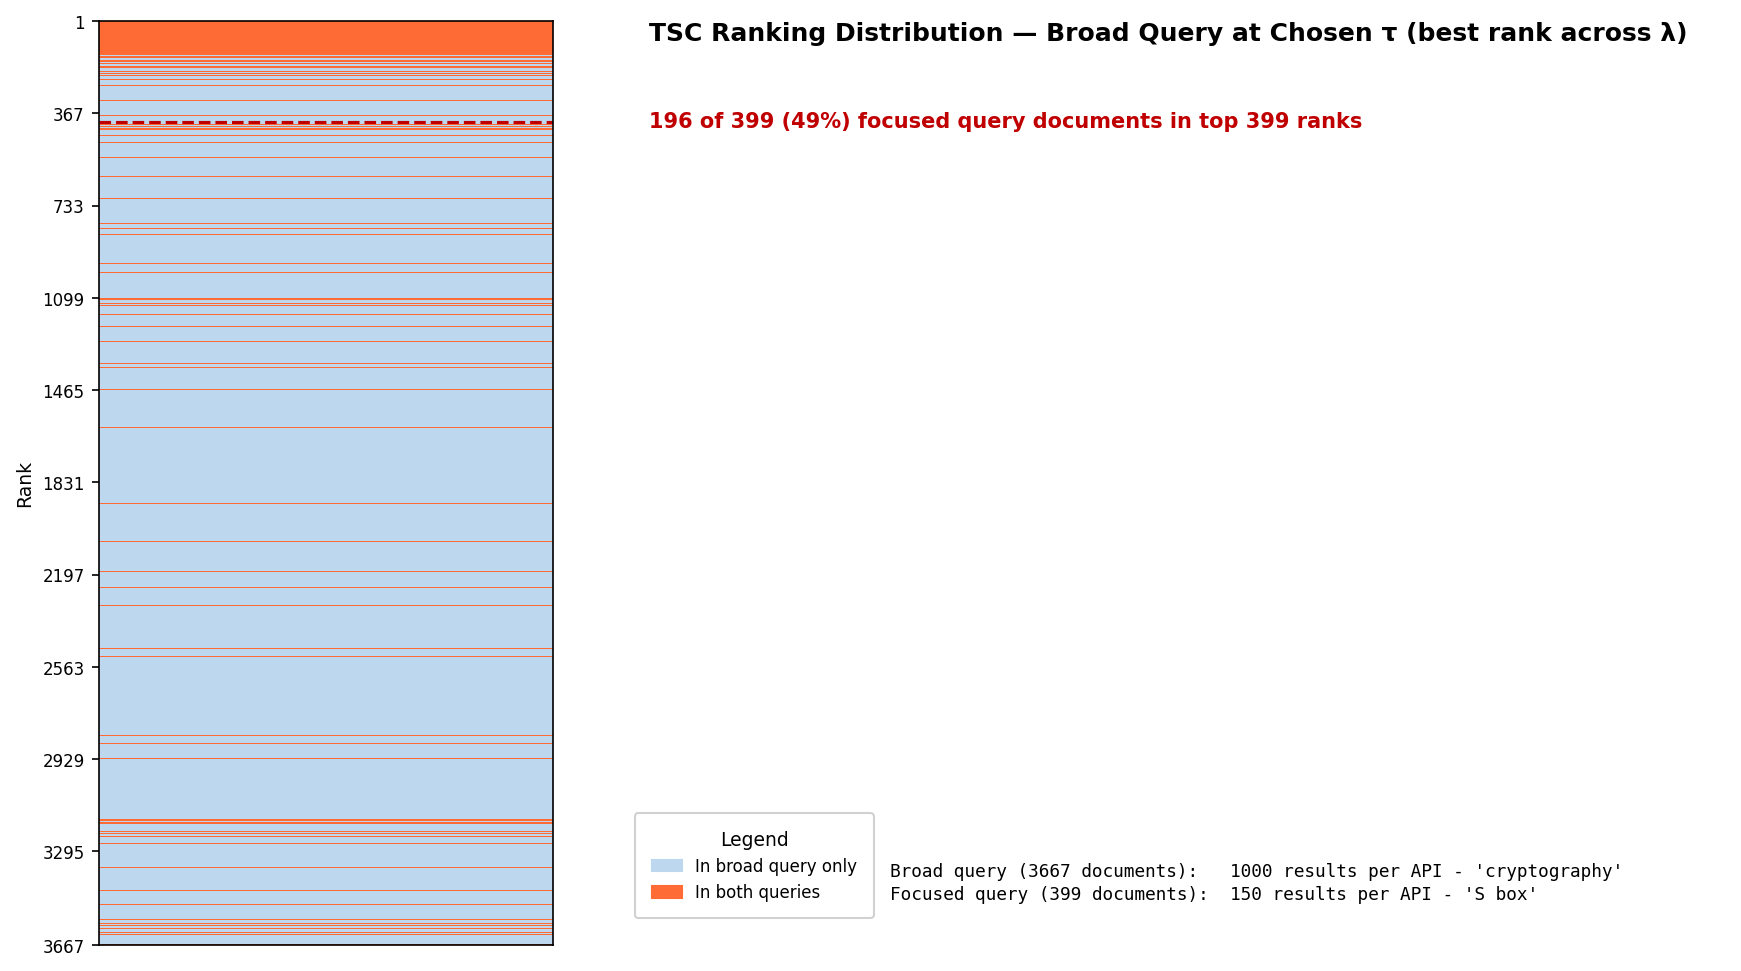 TSC Ranking Distribution — Broad Query at Chosen τ (best rank across λ)
196 of 399 (49%) focused query documents in top 399 ranks
Rank
1
367
733
1099
1465
1831
2197
2563
2929
3295
3667
Legend
In broad query only
In both queries
Broad query (3667 documents):   1000 results per API - 'cryptography'
Focused query (399 documents):  150 results per API - 'S box'